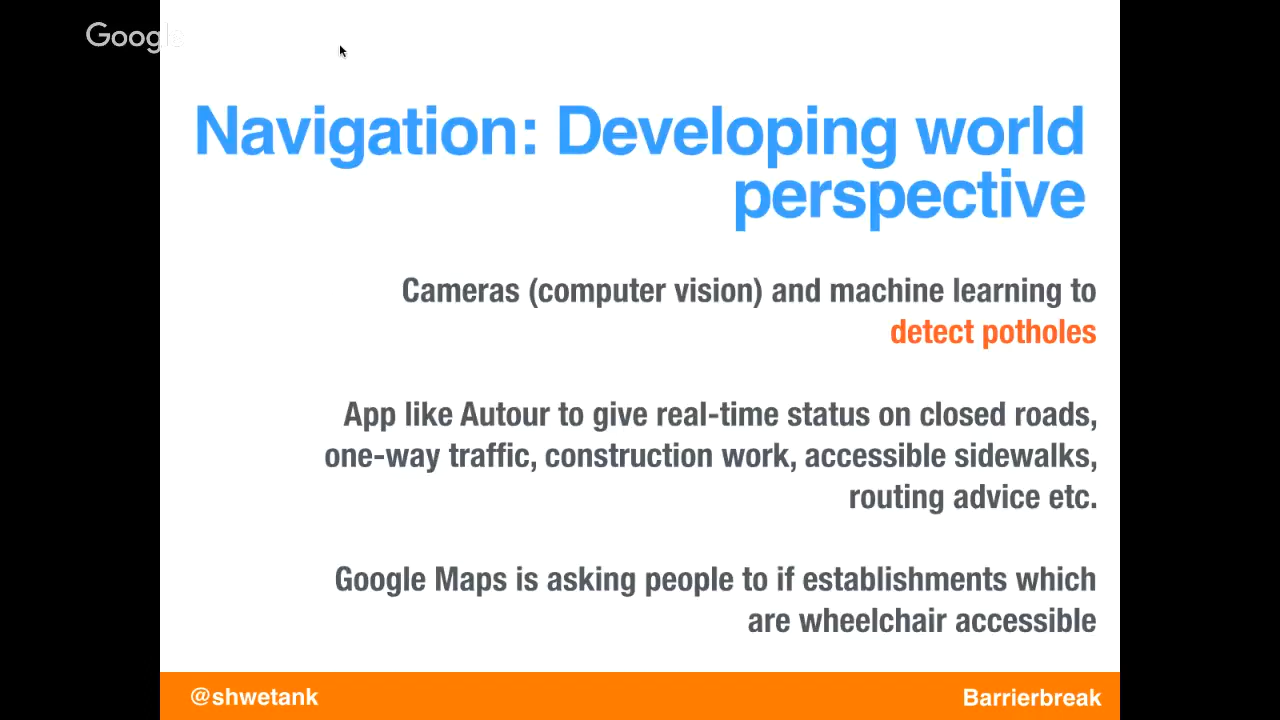 Google
Navigation: Developing world
perspective
Cameras (computer vision) and machine learning to
detect potholes
App like Autour to give real-time status on closed roads,
one-way traffic, construction work, accessible sidewalks,
routing advice etc.
Google Maps is asking people to if establishments which
are wheelchair accessible
@shwetank
Barrierbreak